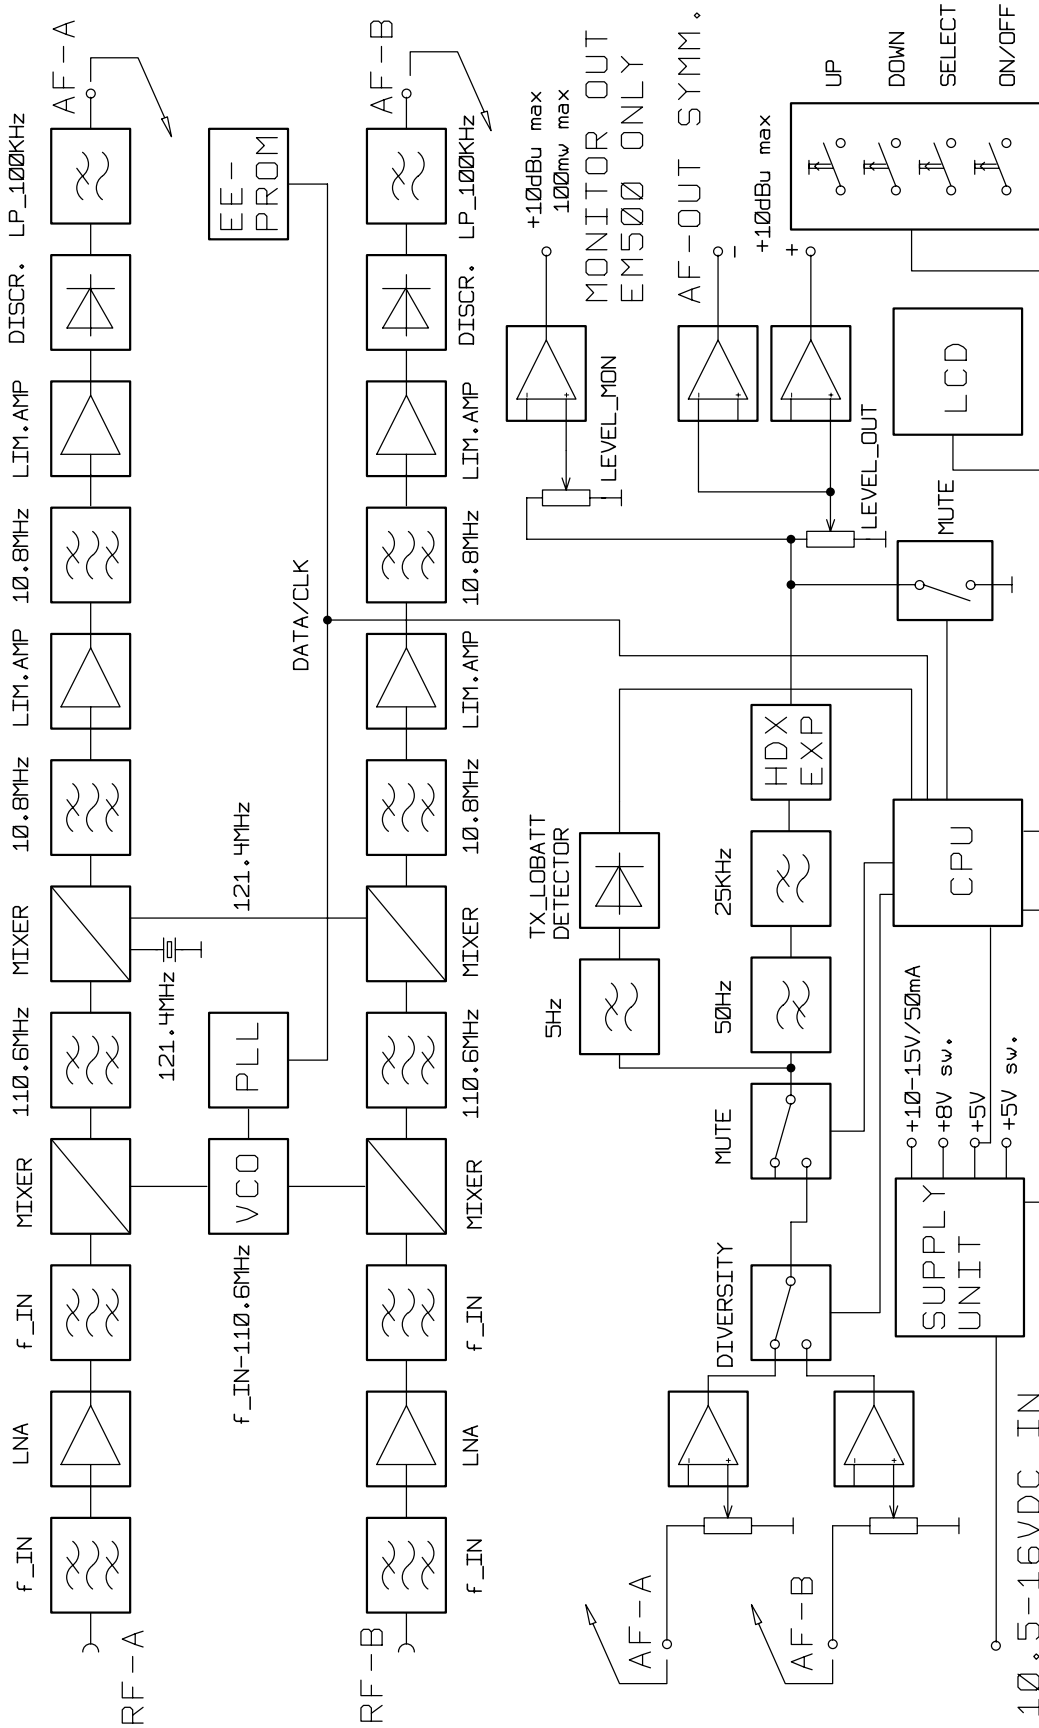 RF-A
f_IN
LNA
f_IN
MIXER
110.6MHz
MIXER
10.8MHz
LIM.AMP
10.8MHz
LIM.AMP
DISCR.
LP_100KHz
AF-A
121.4MHz
121.4MHz
f_IN-110.6MHz
VCO
PLL
DATA/CLK
EE-
PROM
RF-B
f_IN
LNA
f_IN
MIXER
110.6MHz
MIXER
10.8MHz
LIM.AMP
10.8MHz
LIM.AMP
DISCR.
LP_100KHz
AF-B
+10dBu max
100mw max
MONITOR OUT
EM500 ONLY
LEVEL_MON
5Hz
TX_LOBATT
DETECTOR
AF-OUT SYMM.
-
+
+10dBu max
LEVEL_OUT
AF-A
AF-B
-
+
-
+
-
+
-
+
-
+
DIVERSITY
MUTE
50Hz
25KHz
HDX
EXP
MUTE
SUPPLY
UNIT
+10-15V/50mA
+8V sw.
+5V
+5V sw.
CPU
LCD
UP
DOWN
SELECT
ON/OFF
10.5-16VDC IN